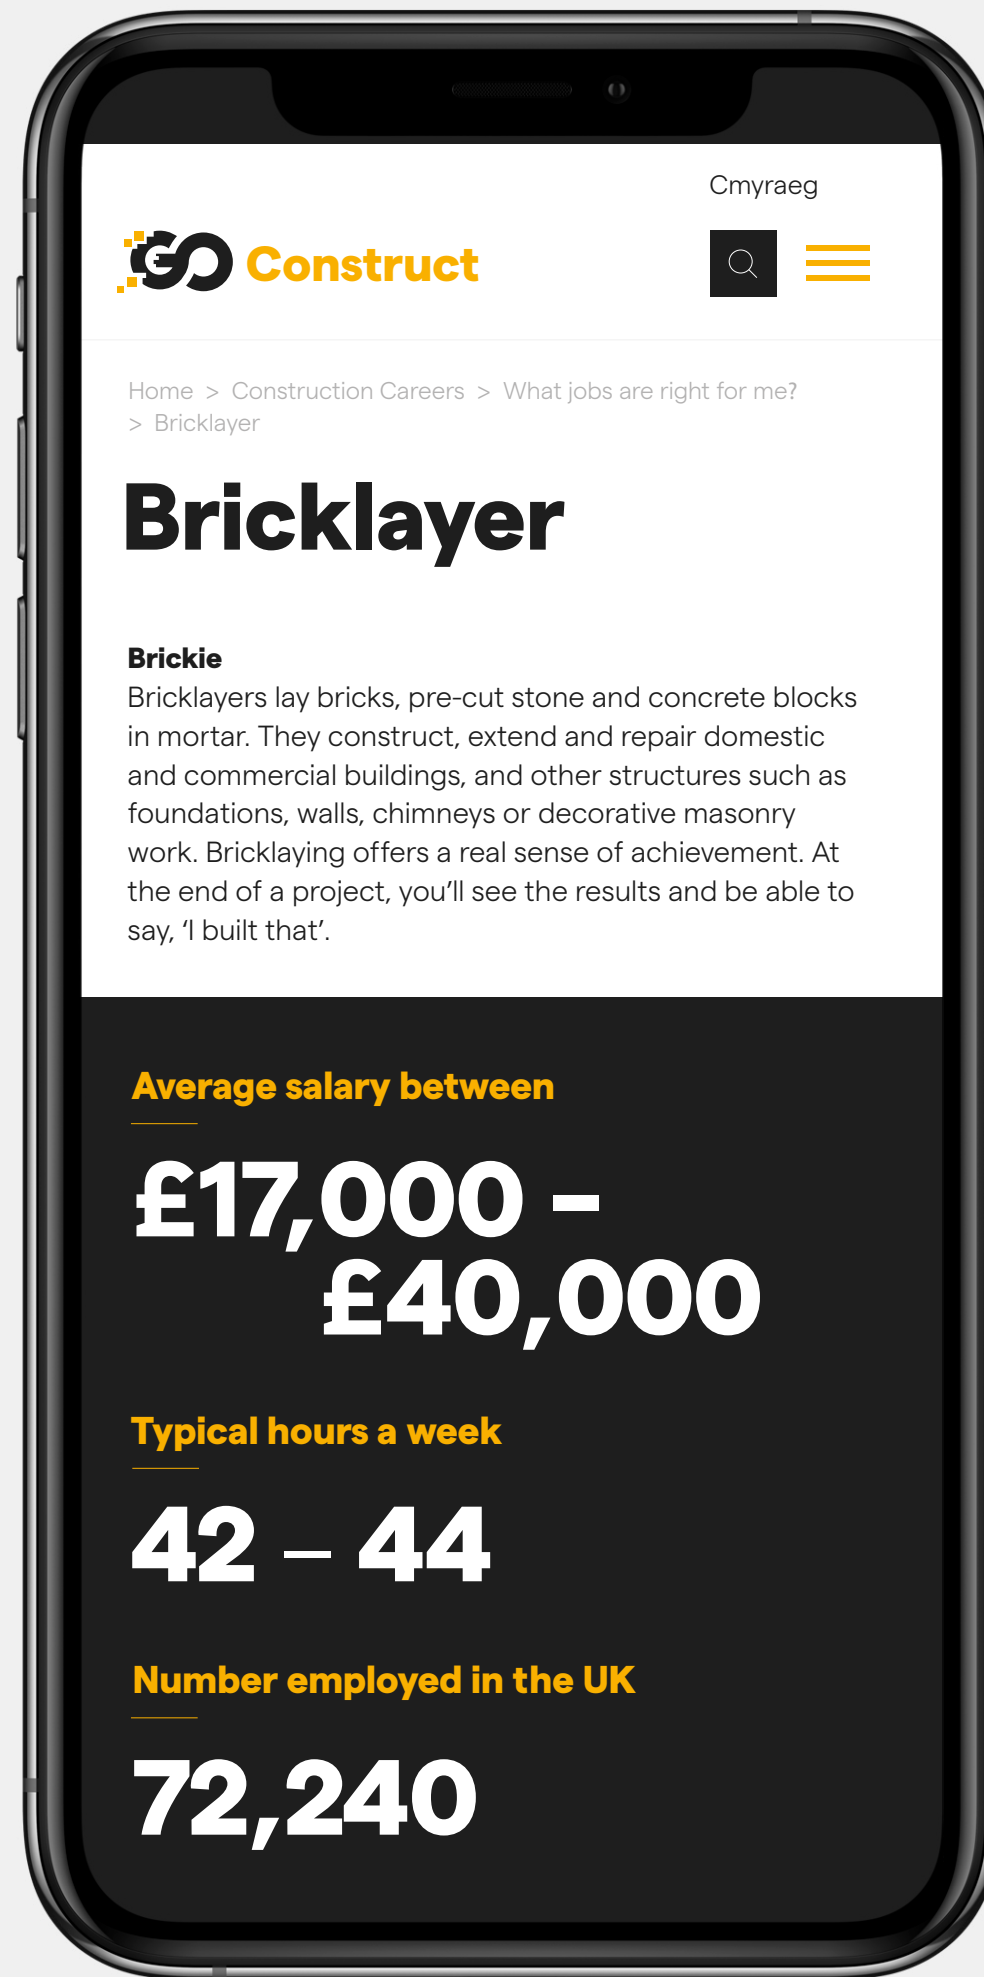 Cmyraeg
GO Construct
Home > Construction Careers > What jobs are right for me?
> Bricklayer
Bricklayer
Brickie
Bricklayers lay bricks, pre-cut stone and concrete blocks
in mortar. They construct, extend and repair domestic
and commercial buildings, and other structures such as
foundations, walls, chimneys or decorative masonry
work. Bricklaying offers a real sense of achievement. At
the end of a project, you’ll see the results and be able to
say, ‘I built that’.
Average salary between
£17,000 –
£40,000
Typical hours a week
42 – 44
Number employed in the UK
72,240